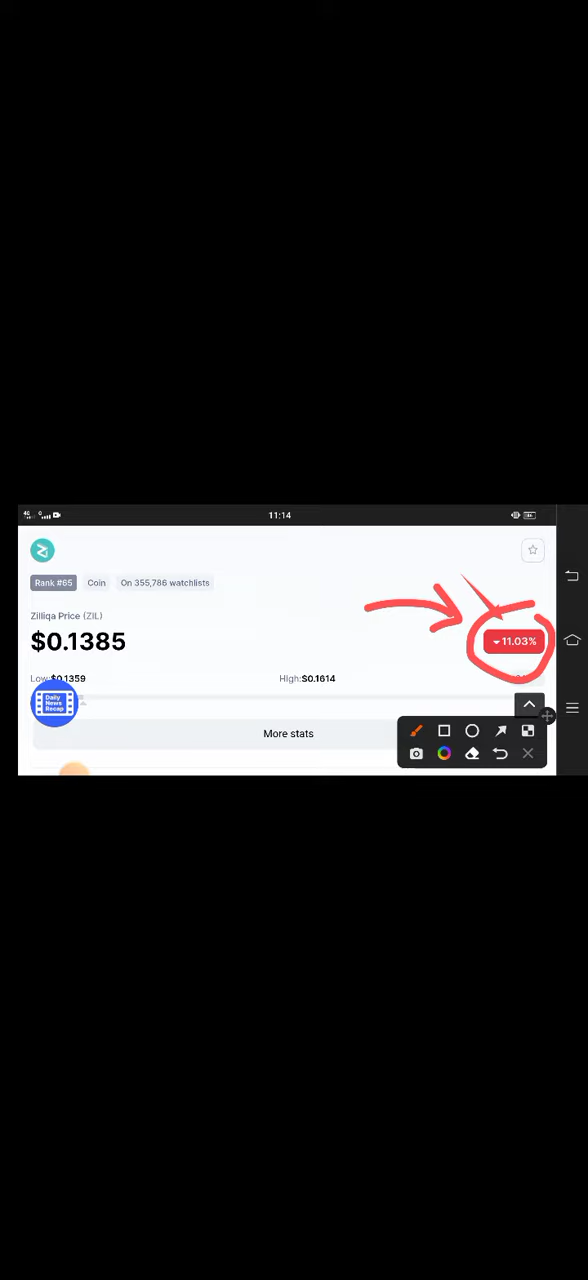 11:14
Rank #65 Coin On 355,786 watchlists
Zilliqa Price (ZIL)
$0.1385
11.03%
Low:$0.1359 High:$0.1614
Daily
News
Recap
More stats